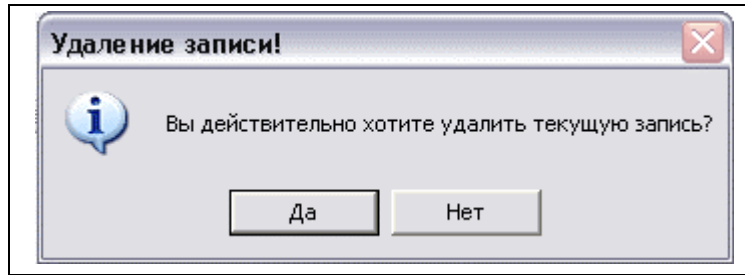 Удаление записи!
Вы действительно хотите удалить текущую запись?
Да
Нет